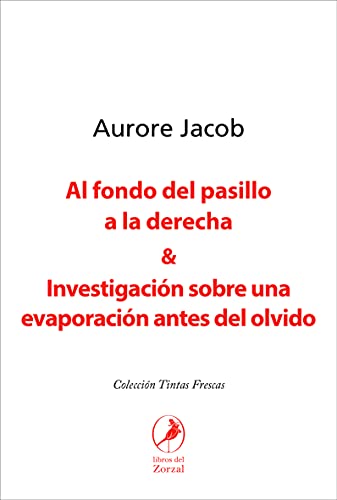 Aurore Jacob
Al fondo del pasillo
a la derecha
&
Investigación sobre una
evaporación antes del olvido
Colección Tintas Frescas
libros del
Zorzal